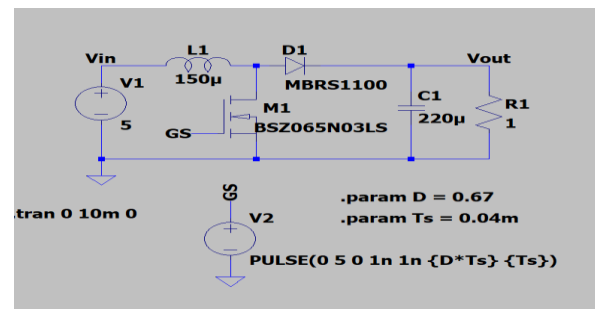 Vin
L1
150µ
D1
MBRS1100
Vout
V1
5
GS
M1
BSZ065N03LS
C1
220µ
R1
1
.tran 0 10m 0
GS
V2
PULSE(0 5 0 1n 1n {D*Ts} {Ts})
.param D = 0.67
.param Ts = 0.04m